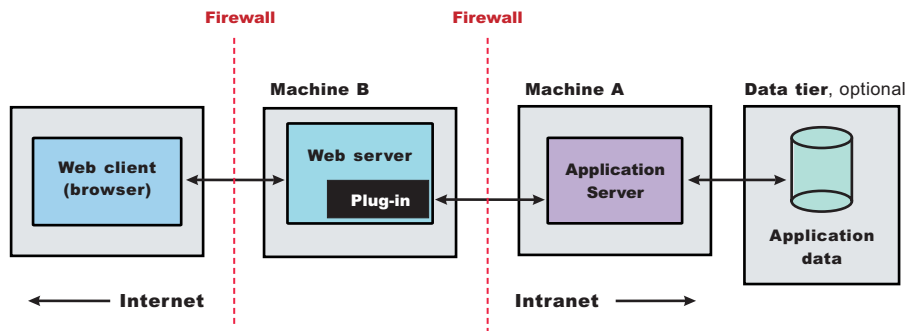 Firewall
Firewall
Machine B
Machine A
Data tier, optional
Web client
(browser)
Web server
Plug-in
Application
Server
Application
data
Internet
Intranet